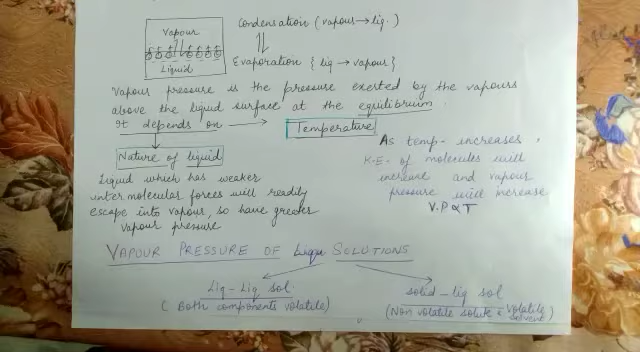 Vapour
Liquid
Condensation (vapours → liq.)
Evaporation { liq → vapours }
Vapour pressure is the pressure exerted by the vapours
above the liquid surface at the equilibrium.
It depends on → Temperature
Nature of liquid
Liquid which has weaker
intermolecular forces will readily
escape into vapour, so have greater
vapour pressure
As temp. increases,
K.E. of molecules will
increase and vapour
pressure will increase
V.P ∝ T
VAPOUR PRESSURE OF Liqu SOLUTIONS
Liq-Liq sol.
(Both components volatile)
solid-liq sol
(Non volatile solute & volatile
solvent)